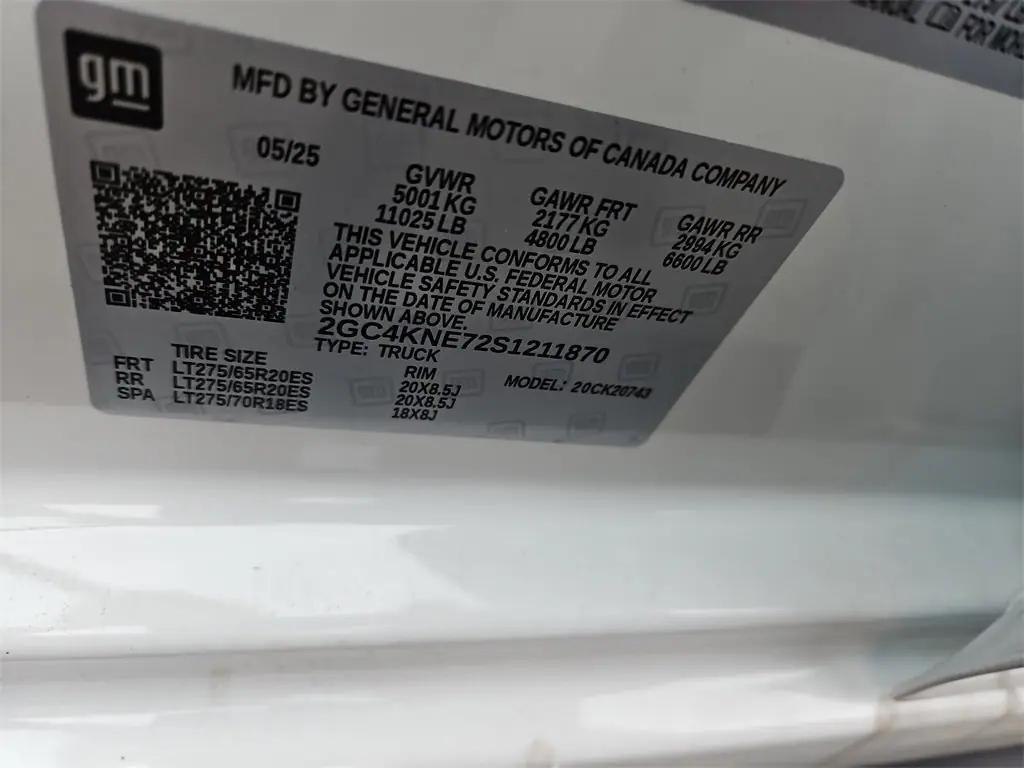 gm
MFD BY GENERAL MOTORS OF CANADA COMPANY
05/25
GVWR GAWR FRT GAWR RR
5001 KG 2177 KG 2994 KG
11025 LB 4800 LB 6600 LB
THIS VEHICLE CONFORMS TO ALL
APPLICABLE U.S. FEDERAL MOTOR
VEHICLE SAFETY STANDARDS IN EFFECT
ON THE DATE OF MANUFACTURE
SHOWN ABOVE.
2GC4KNE72S1211870
TYPE: TRUCK MODEL: 20CK20743
TIRE SIZE RIM
FRT LT275/65R20ES 20X8.5J
RR LT275/65R20ES 20X8.5J
SPA LT275/70R18ES 18X8J
FOR